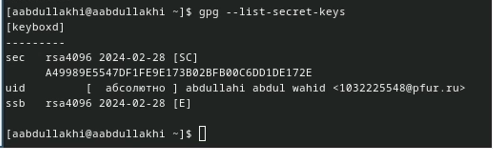 [aabdullakhi@aabdullakhi ~]$ gpg --list-secret-keys
[keyboxd]
---------
sec   rsa4096 2024-02-28 [SC]
      A49989E5547DF1FE9E173B02BFB00C6DD1DE172E
uid         [  абсолютно ] abdullahi abdul wahid <1032225548@pfur.ru>
ssb   rsa4096 2024-02-28 [E]

[aabdullakhi@aabdullakhi ~]$